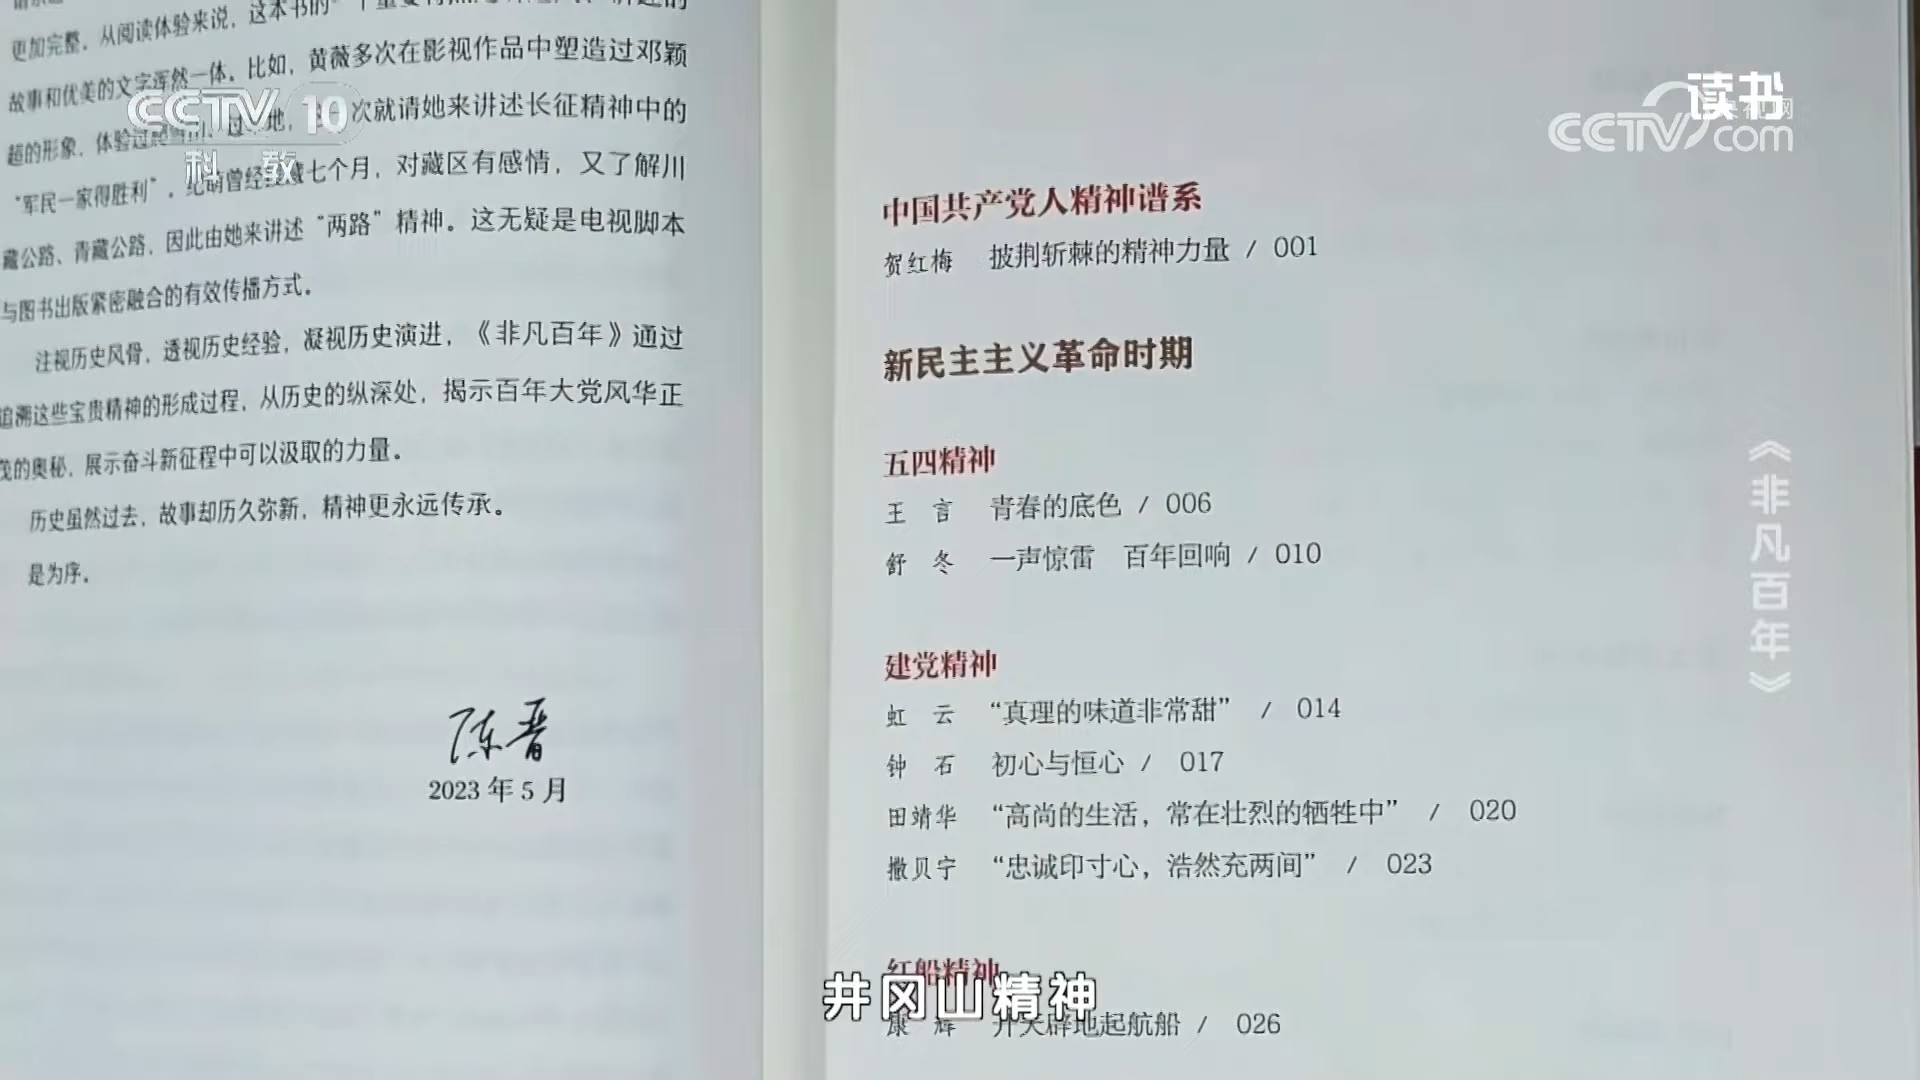 更加完整。从阅读体验来说，这本书的
故事和优美的文字浑然一体。比如，黄薇多次在影视作品中塑造过邓颖
超的形象，体验过
次就请她来讲述长征精神中的
“军民一家得胜利”。
七个月，对藏区有感情，又了解川
藏公路、青藏公路，因此由她来讲述“两路”精神。这无疑是电视脚本
与图书出版紧密融合的有效传播方式。
注视历史风骨，透视历史经验，凝视历史演进，《非凡百年》通过
追溯这些宝贵精神的形成过程，从历史的纵深处，揭示百年大党风华正
茂的奥秘，展示奋斗新征程中可以汲取的力量。
历史虽然过去，故事却历久弥新，精神更永远传承。
是为序。
陈晋
2023 年 5 月
CCTV 10
科教
读书
CCTV.com
中国共产党人精神谱系
贺红梅 披荆斩棘的精神力量 / 001
新民主主义革命时期
五四精神
王 言 青春的底色 / 006
舒 冬 一声惊雷 百年回响 / 010
建党精神
虹 云 “真理的味道非常甜” / 014
钟 石 初心与恒心 / 017
田靖华 “高尚的生活，常在壮烈的牺牲中” / 020
撒贝宁 “忠诚印寸心，浩然充两间” / 023
红船精神
康 辉 开天辟地起航船 / 026
《非凡百年》
井冈山精神